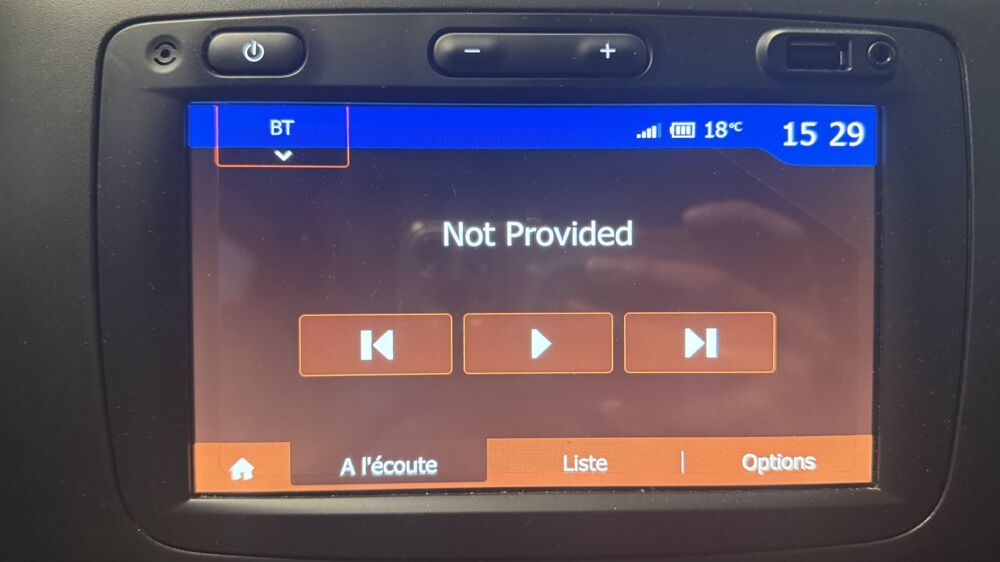 BT
18°C
15 29
Not Provided
A l'écoute
Liste
Options